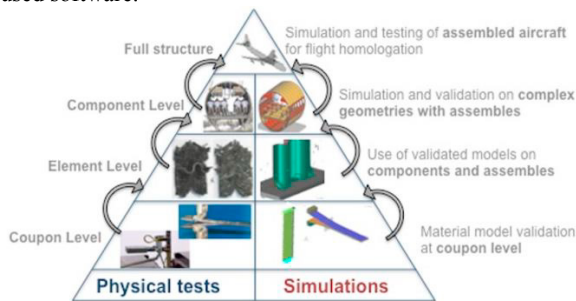 ased software.
Full structure
Simulation and testing of assembled aircraft
for flight homologation
Component Level
Simulation and validation on complex
geometries with assembles
Element Level
Use of validated models on
components and assembles
Coupon Level
Material model validation
at coupon level
Physical tests
Simulations